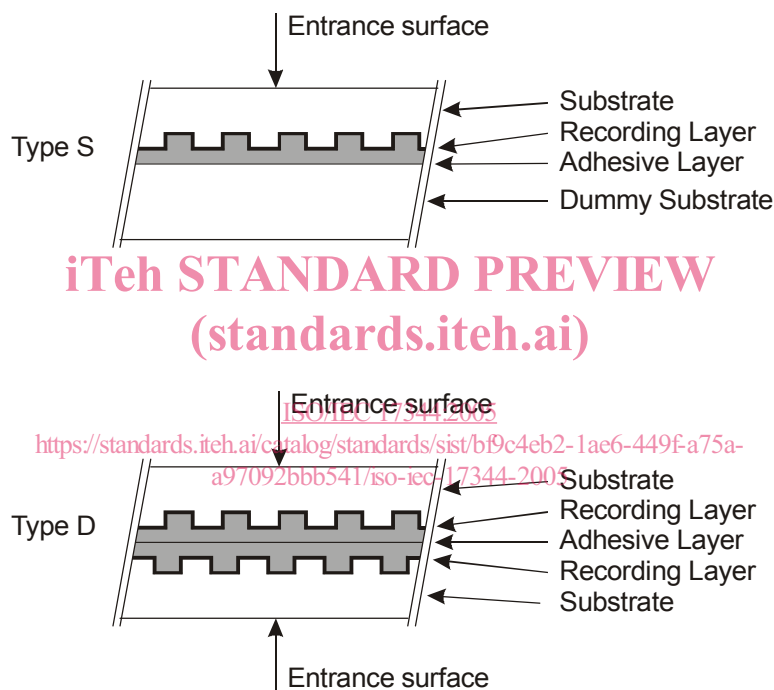 Entrance surface
Substrate
Recording Layer
Type S
Adhesive Layer
Dummy Substrate
iTeh STANDARD PREVIEW
(standards.iteh.ai)
Entrance surface
ISO/IEC 17344:2005
https://standards.iteh.ai/catalog/standards/sist/bf9c4eb2-1ae6-449f-a75a-
a97092bbb541/iso-iec-17344-2005
Substrate
Recording Layer
Type D
Adhesive Layer
Recording Layer
Substrate
Entrance surface